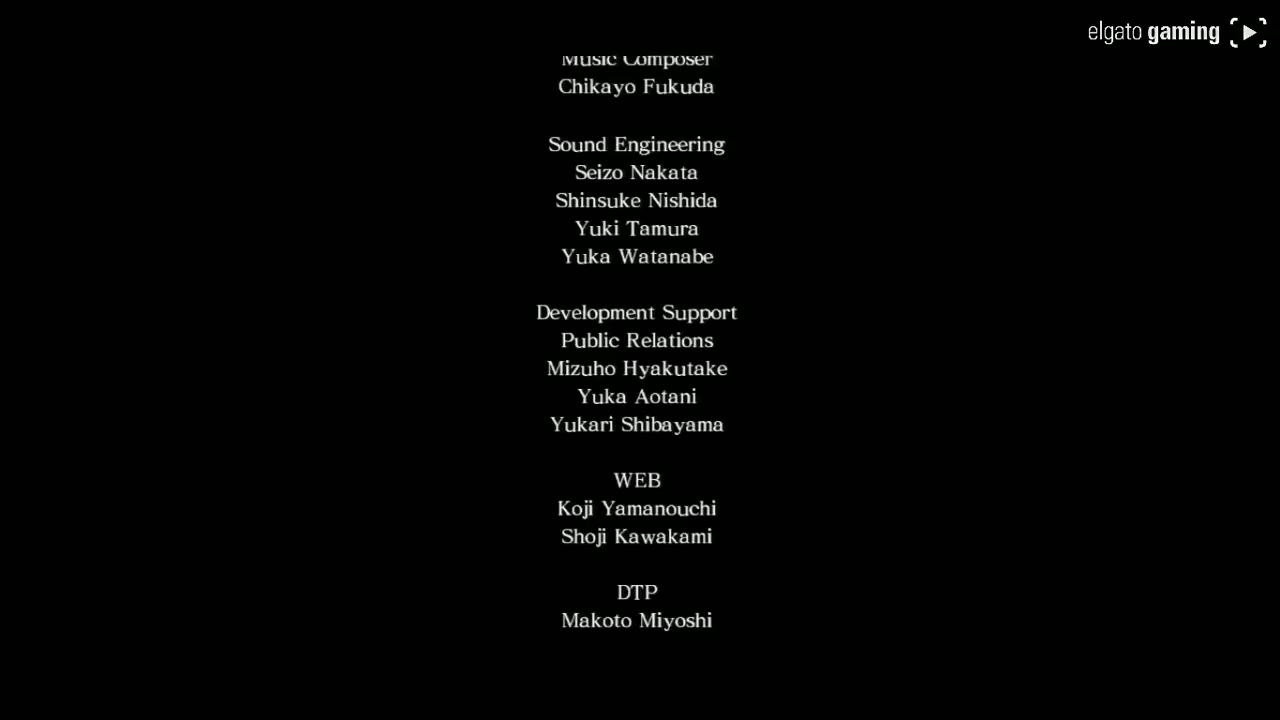 elgato gaming
Music Composer
Chikayo Fukuda
Sound Engineering
Seizo Nakata
Shinsuke Nishida
Yuki Tamura
Yuka Watanabe
Development Support
Public Relations
Mizuho Hyakutake
Yuka Aotani
Yukari Shibayama
WEB
Koji Yamanouchi
Shoji Kawakami
DTP
Makoto Miyoshi